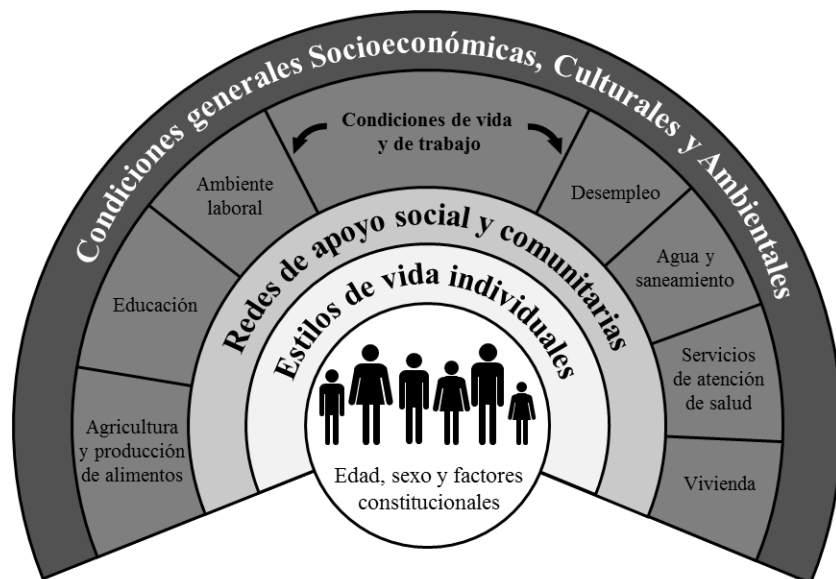 Condiciones generales Socioeconómicas, Culturales y Ambientales
Condiciones de vida
y de trabajo
Agricultura
y producción
de alimentos
Educación
Ambiente
laboral
Desempleo
Agua y
saneamiento
Servicios
de atención
de salud
Vivienda
Redes de apoyo social y comunitarias
Estilos de vida individuales
Edad, sexo y factores
constitucionales